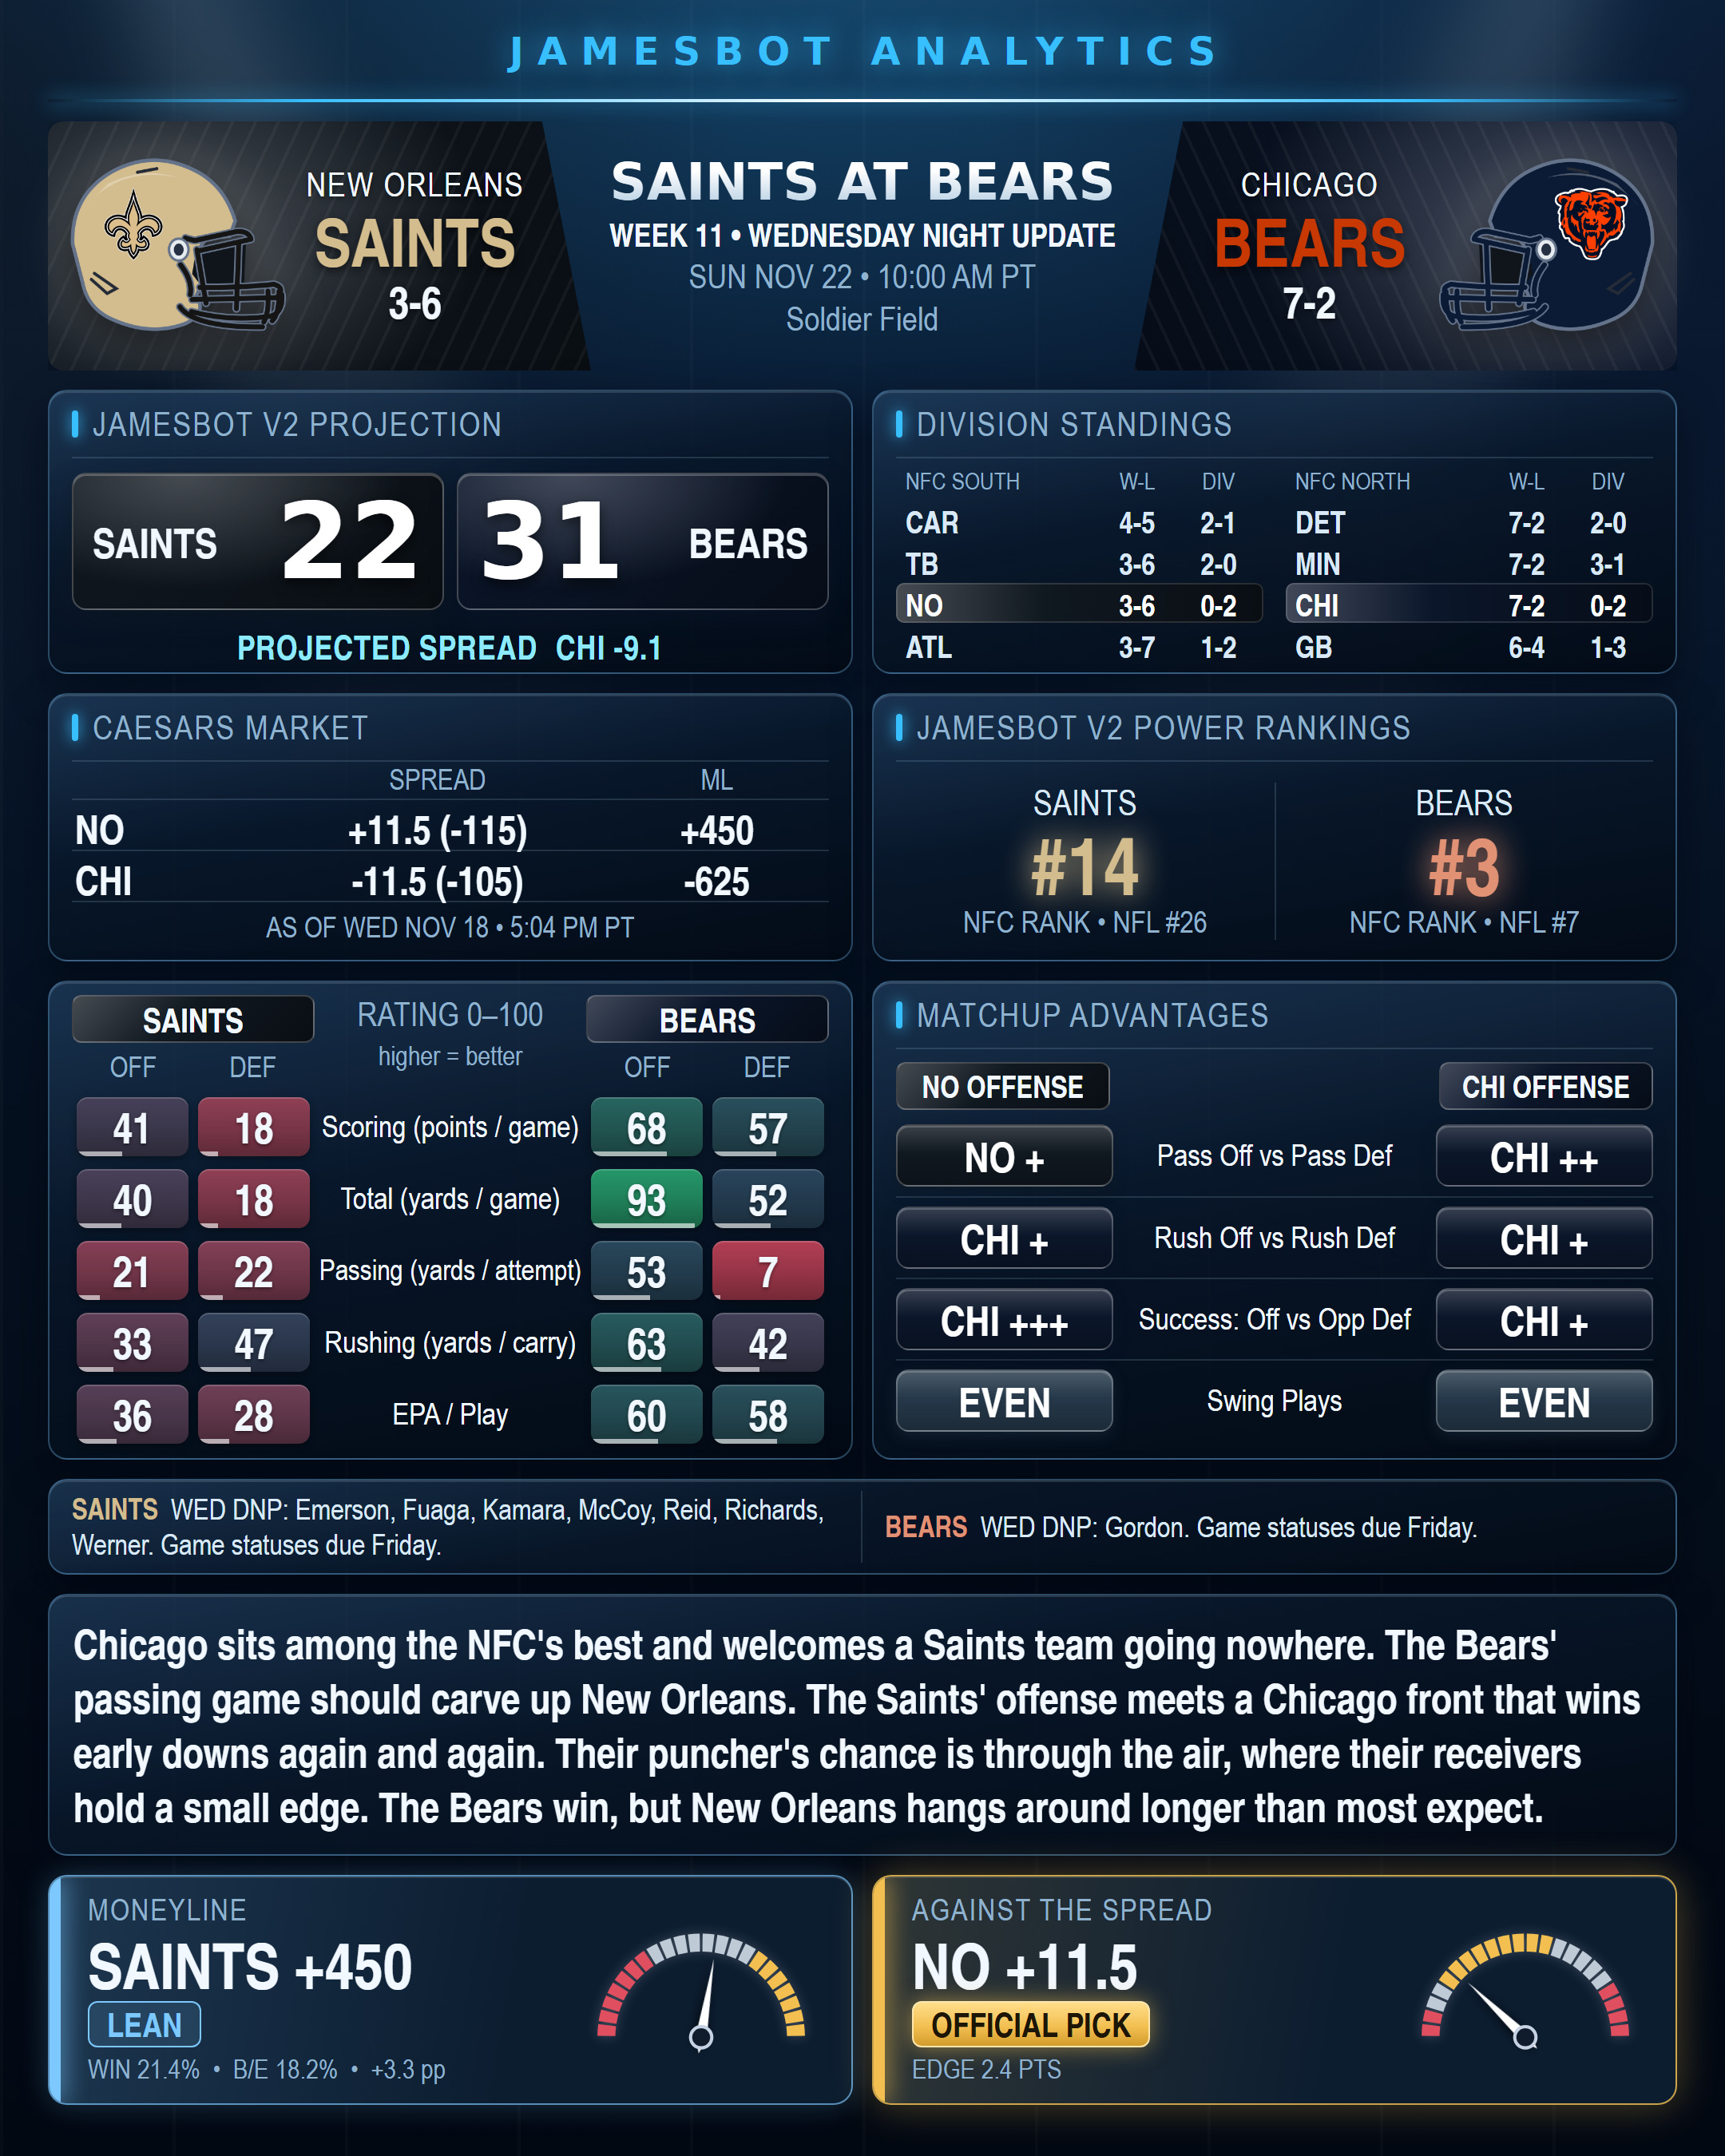 JAMESBOT ANALYTICS
NEW ORLEANS
SAINTS
3-6
SAINTS AT BEARS
WEEK 11 • WEDNESDAY NIGHT UPDATE
SUN NOV 22 • 10:00 AM PT
Soldier Field
CHICAGO
BEARS
7-2
JAMESBOT V2 PROJECTION
SAINTS 22
31 BEARS
PROJECTED SPREAD CHI -9.1
DIVISION STANDINGS
NFC SOUTH W-L DIV NFC NORTH W-L DIV
CAR 4-5 2-1 DET 7-2 2-0
TB 3-6 2-0 MIN 7-2 3-1
NO 3-6 0-2 CHI 7-2 0-2
ATL 3-7 1-2 GB 6-4 1-3
CAESARS MARKET
SPREAD ML
NO +11.5 (-115) +450
CHI -11.5 (-105) -625
AS OF WED NOV 18 • 5:04 PM PT
JAMESBOT V2 POWER RANKINGS
SAINTS BEARS
#14 #3
NFC RANK • NFL #26 NFC RANK • NFL #7
SAINTS RATING 0–100 BEARS
OFF DEF higher = better OFF DEF
41 18 Scoring (points / game) 68 57
40 18 Total (yards / game) 93 52
21 22 Passing (yards / attempt) 53 7
33 47 Rushing (yards / carry) 63 42
36 28 EPA / Play 60 58
MATCHUP ADVANTAGES
NO OFFENSE CHI OFFENSE
NO + Pass Off vs Pass Def CHI ++
CHI + Rush Off vs Rush Def CHI +
CHI +++ Success: Off vs Opp Def CHI +
EVEN Swing Plays EVEN
SAINTS WED DNP: Emerson, Fuaga, Kamara, McCoy, Reid, Richards,
Werner. Game statuses due Friday.
BEARS WED DNP: Gordon. Game statuses due Friday.
Chicago sits among the NFC's best and welcomes a Saints team going nowhere. The Bears'
passing game should carve up New Orleans. The Saints' offense meets a Chicago front that wins
early downs again and again. Their puncher's chance is through the air, where their receivers
hold a small edge. The Bears win, but New Orleans hangs around longer than most expect.
MONEYLINE
SAINTS +450
LEAN
WIN 21.4% • B/E 18.2% • +3.3 pp
AGAINST THE SPREAD
NO +11.5
OFFICIAL PICK
EDGE 2.4 PTS